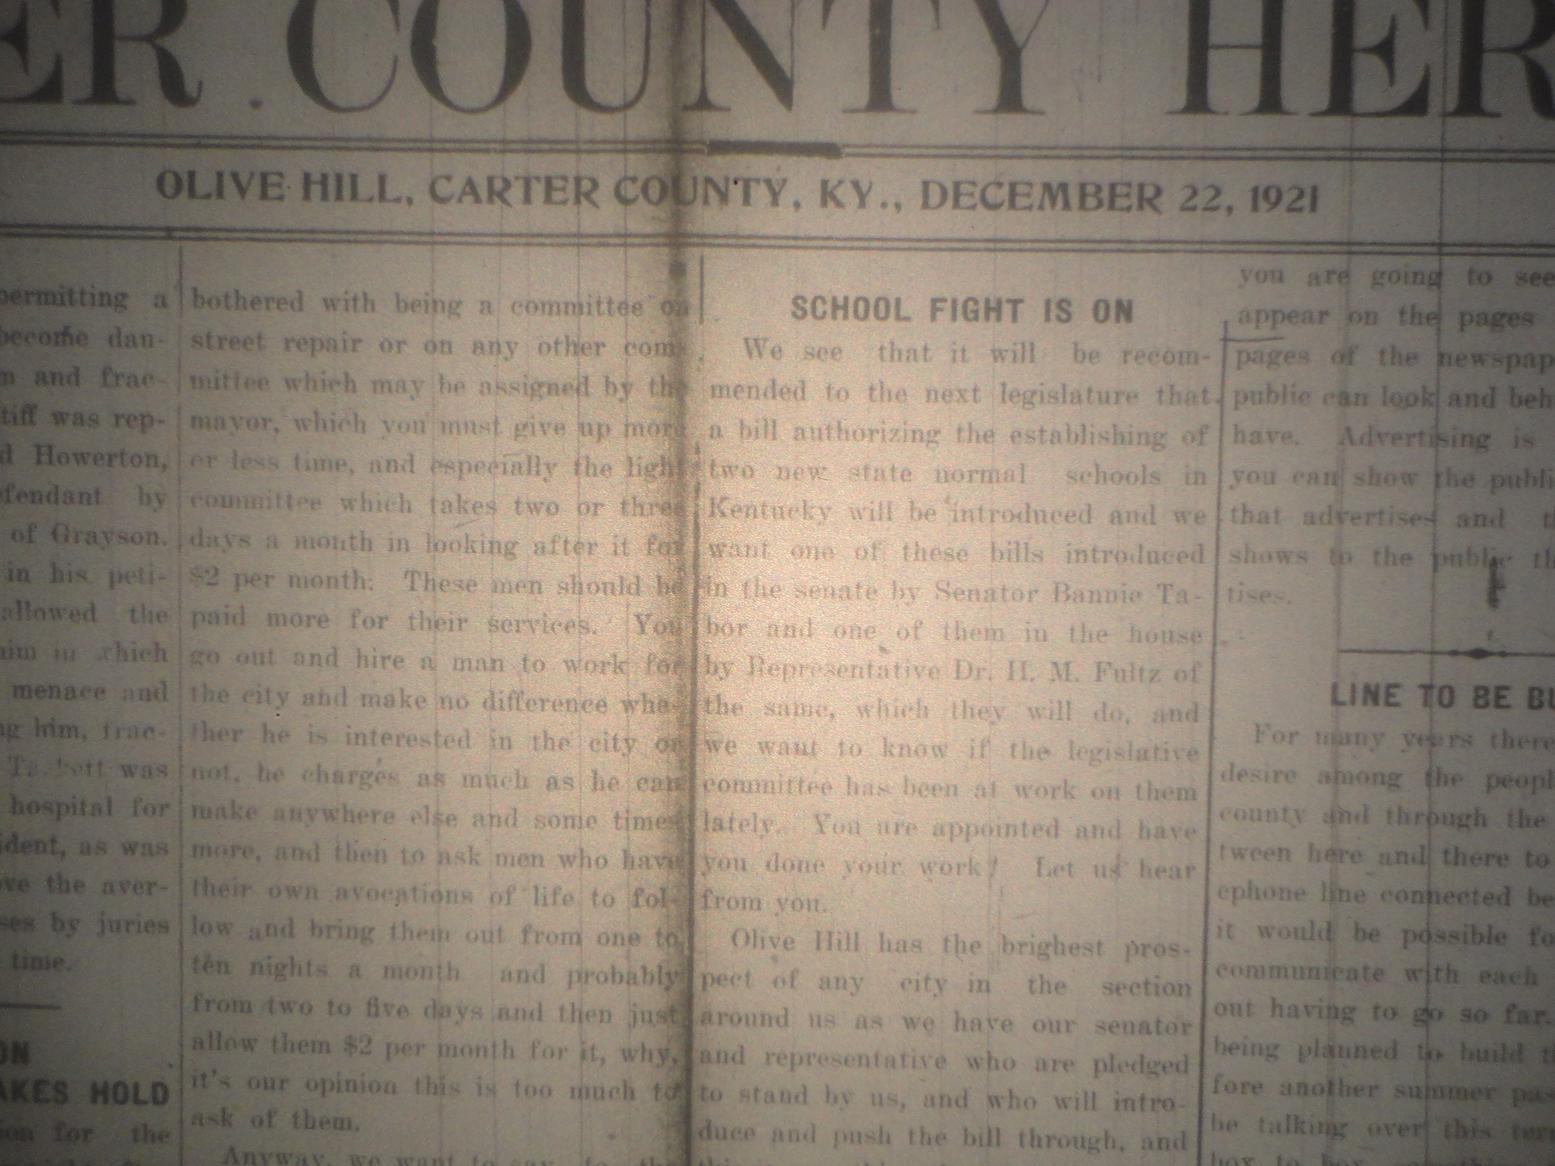 ER COUNTY HER
OLIVE HILL, CARTER COUNTY, KY., DECEMBER 22, 1921
permitting a
become dan-
and frac-
tiff was rep-
d Howerton,
efendant by
of Grayson.
in his peti-
allowed the
in which
menace and
him, frac-
was
hospital for
ident, as was
ve the aver-
ses by juries
time.
ON
AKES HOLD
ion for the
bothered with being a committee on
street repair or on any other com-
mittee which may be assigned by the
mayor, which you must give up more
or less time, and especially the light
committee which takes two or three
days a month in looking after it for
$2 per month. These men should be
paid more for their services. You
go out and hire a man to work for
the city and make no difference whe-
ther he is interested in the city or
not, he charges as much as he can
make anywhere else and some times
more, and then to ask men who have
their own avocations of life to fol-
low and bring them out from one to
ten nights a month and probably
from two to five days and then just
allow them $2 per month for it, why,
it's our opinion this is too much to
ask of them.
Anyway, we want to say to the
SCHOOL FIGHT IS ON
We see that it will be recom-
mended to the next legislature that
a bill authorizing the establishing of
two new state normal schools in
Kentucky will be introduced and we
want one of these bills introduced
in the senate by Senator Bannie Ta-
bor and one of them in the house
by Representative Dr. H. M. Fultz of
the same, which they will do, and
we want to know if the legislative
committee has been at work on them
lately. You are appointed and have
you done your work? Let us hear
from you.
Olive Hill has the brighest pros-
pect of any city in the section
around us as we have our senator
and representative who are pledged
to stand by us, and who will intro-
duce and push the bill through, and
you are going to see
appear on the pages
pages of the newspap
public can look and beh
have. Advertising is
you can show the publi
that advertises and t
shows to the public th
tises.
LINE TO BE BU
For many years there
desire among the peopl
county and through the
tween here and there to
ephone line connected be
it would be possible fo
communicate with each
out having to go so far.
being planned to build t
fore another summer pas
be talking over this terr
box to box